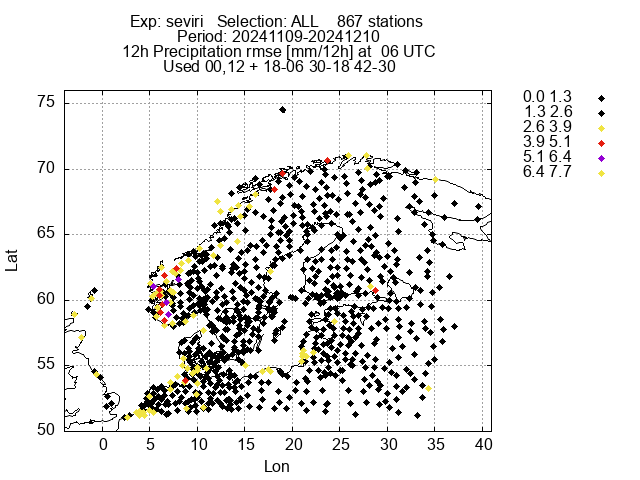 Exp: seviri   Selection: ALL    867 stations
Period: 20241109-20241210
12h Precipitation rmse [mm/12h] at  06 UTC
Used 00,12 + 18-06 30-18 42-30
75
70
65
60
55
50
Lat
0 5 10 15 20 25 30 35 40
Lon
0.0 1.3
1.3 2.6
2.6 3.9
3.9 5.1
5.1 6.4
6.4 7.7